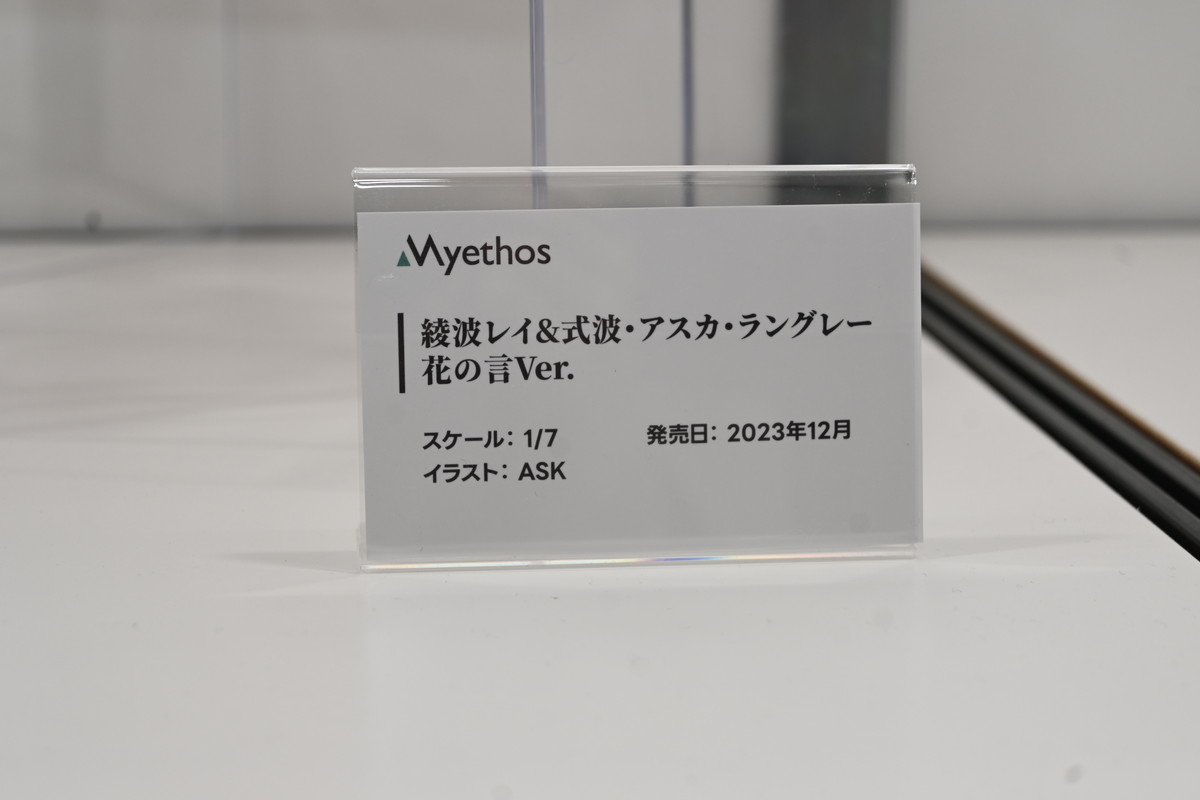 Myethos
綾波レイ&式波・アスカ・ラングレー
花の言Ver.
スケール: 1/7 発売日: 2023年12月
イラスト: ASK